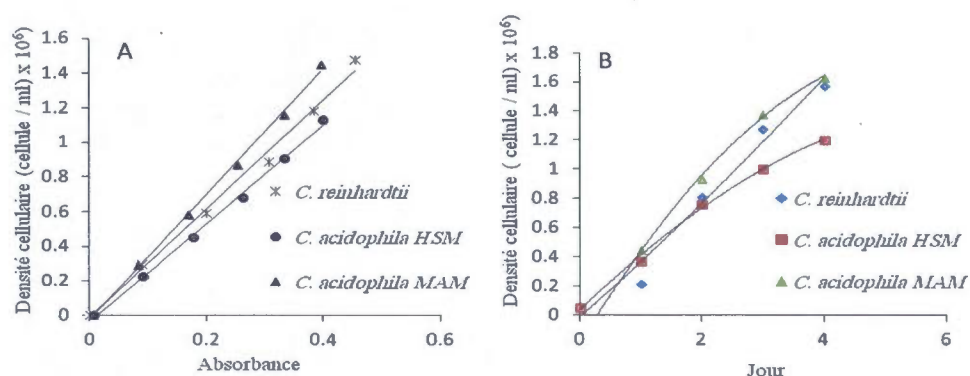 A
Densité cellulaire (cellule / ml) x 10⁶
1.6
1.4
1.2
1
0.8
0.6
0.4
0.2
0
0
0.2
0.4
0.6
Absorbance
C. reinhardtii
C. acidophila HSM
C. acidophila MAM
B
Densité cellulaire ( cellule / ml) x 10⁶
1.8
1.6
1.4
1.2
1
0.8
0.6
0.4
0.2
0
0
2
4
6
Jour
C. reinhardtii
C. acidophila HSM
C. acidophila MAM